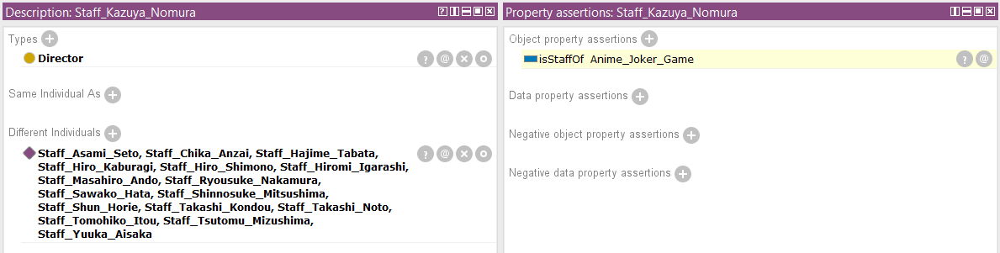 Description: Staff_Kazuya_Nomura
Types
Director
Same Individual As
Different Individuals
Staff_Asami_Seto, Staff_Chika_Anzai, Staff_Hajime_Tabata,
Staff_Hiro_Kaburagi, Staff_Hiro_Shimono, Staff_Hiromi_Igarashi,
Staff_Masahiro_Ando, Staff_Ryousuke_Nakamura,
Staff_Sawako_Hata, Staff_Shinnosuke_Mitsushima,
Staff_Shun_Horie, Staff_Takashi_Kondou, Staff_Takashi_Noto,
Staff_Tomohiko_Itou, Staff_Tsutomu_Mizushima,
Staff_Yuuka_Aisaka
Property assertions: Staff_Kazuya_Nomura
Object property assertions
isStaffOf Anime_Joker_Game
Data property assertions
Negative object property assertions
Negative data property assertions